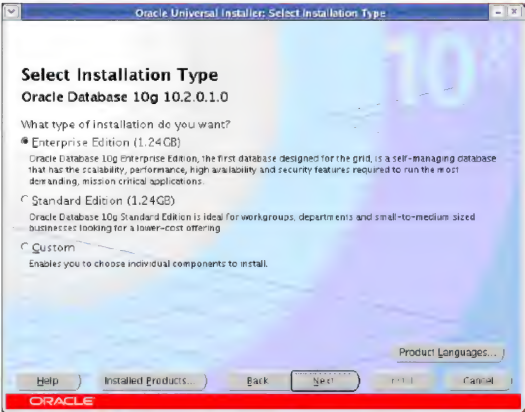 Oracle Universal Installer: Select Installation Type
10g
Select Installation Type
Oracle Database 10g 10.2.0.1.0
What type of installation do you want?
Enterprise Edition (1.24GB)
Oracle Database 10g Enterprise Edition, the first database designed for the grid, is a self-managing database
that has the scalability, performance, high availability and security features required to run the most
demanding, mission critical applications.
Standard Edition (1.24GB)
Oracle Database 10g Standard Edition is ideal for workgroups, departments and small-to-medium sized
businesses looking for a lower-cost offering
Custom
Enables you to choose individual components to install.
Product Languages...
Help Installed Products... Back Next Install Cancel
ORACLE